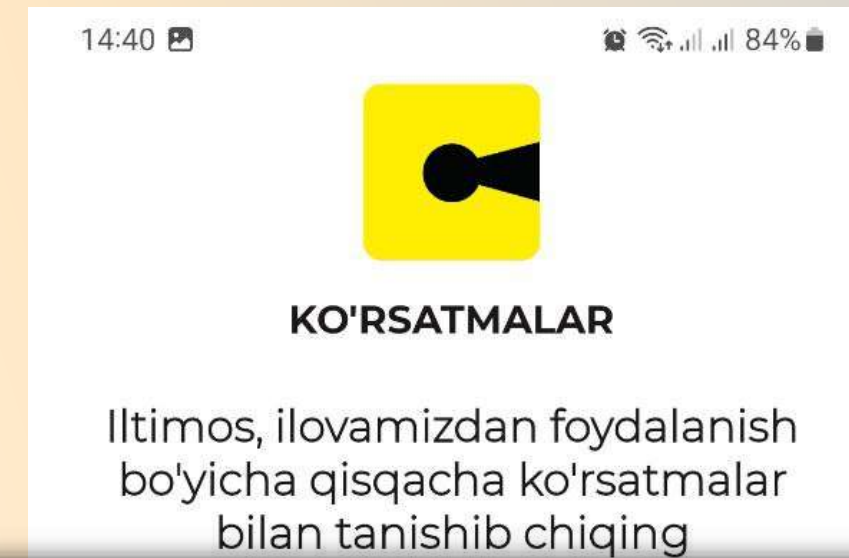 14:40 84%
KO'RSATMALAR
Iltimos, ilovamizdan foydalanish
bo'yicha qisqacha ko'rsatmalar
bilan tanishib chiqing